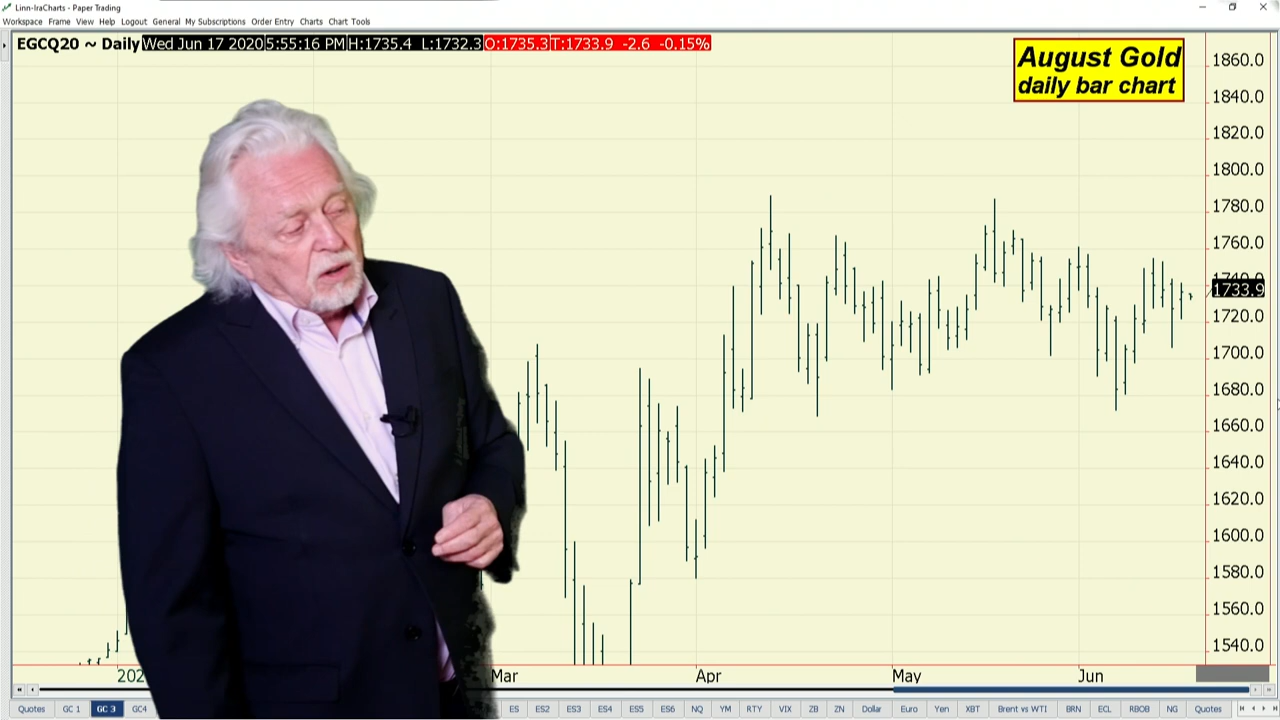 Linn-IraCharts - Paper Trading
Workspace Frame View Help Logout General My Subscriptions Order Entry Charts Chart Tools
EGCQ20 ~ Daily Wed Jun 17 2020 5:55:16 PM H:1735.4 L:1732.3 O:1735.3 T:1733.9 -2.6 -0.15%
August Gold
daily bar chart
1860.0
1840.0
1820.0
1800.0
1780.0
1760.0
1740.0
1733.9
1720.0
1700.0
1680.0
1660.0
1640.0
1620.0
1600.0
1580.0
1560.0
1540.0
202 Mar Apr May Jun
Quotes GC 1 GC 3 GC4 ES ES2 ES3 ES4 ES5 ES6 NQ YM RTY VIX ZB ZN Dollar Euro Yen XBT Brent vs WTI BRN ECL RBOB NG Quotes